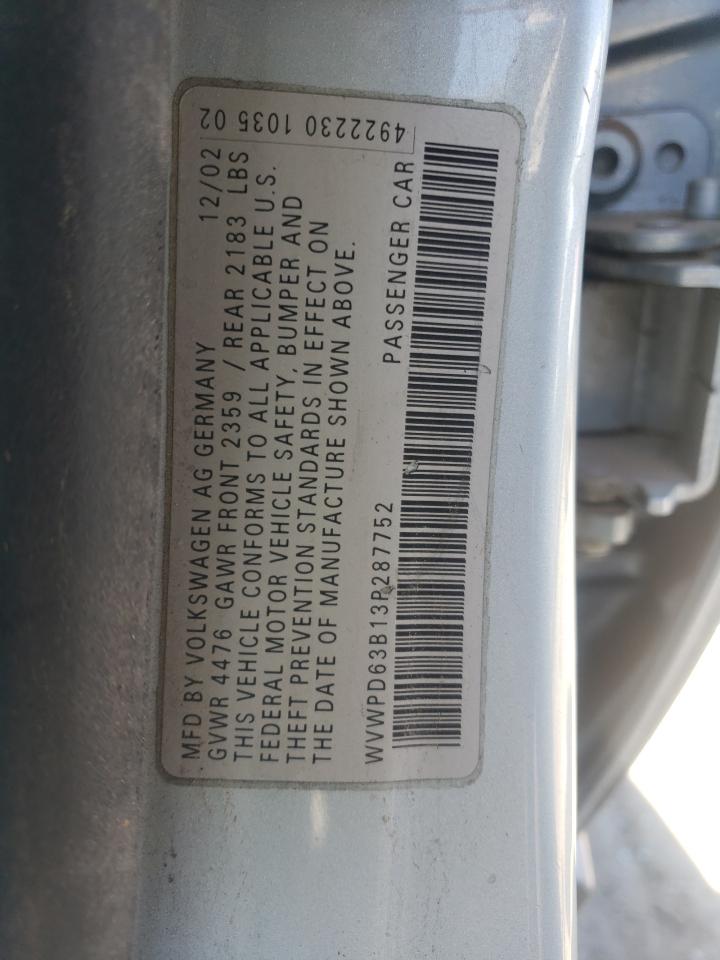 MFD BY VOLKSWAGEN AG GERMANY 12/02
GVWR 4476 GAWR FRONT 2359 / REAR 2183 LBS
THIS VEHICLE CONFORMS TO ALL APPLICABLE U.S.
FEDERAL MOTOR VEHICLE SAFETY, BUMPER AND
THEFT PREVENTION STANDARDS IN EFFECT ON
THE DATE OF MANUFACTURE SHOWN ABOVE.
WVWPD63B13P287752 PASSENGER CAR
4922230 1035 02